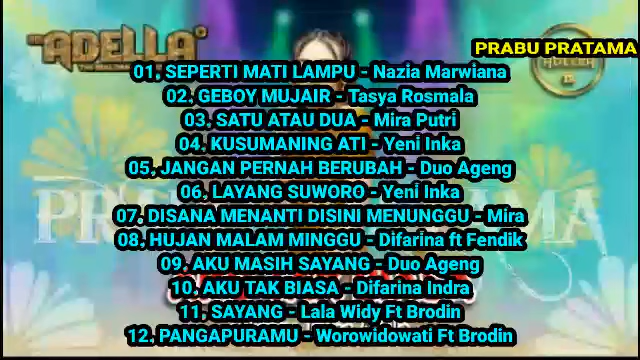 ADELLA
PRABU PRATAMA
01, SEPERTI MATI LAMPU - Nazia Marwiana
02. GEBOY MUJAIR - Tasya Rosmala
03. SATU ATAU DUA - Mira Putri
04. KUSUMANING ATI - Yeni Inka
05. JANGAN PERNAH BERUBAH - Duo Ageng
06. LAYANG SUWORO - Yeni Inka
07. DISANA MENANTI DISINI MENUNGGU - Mira
08. HUJAN MALAM MINGGU - Difarina ft Fendik
09. AKU MASIH SAYANG - Duo Ageng
10, AKU TAK BIASA - Difarina Indra
11, SAYANG - Lala Widy Ft Brodin
12. PANGAPURAMU - Worowidowati Ft Brodin